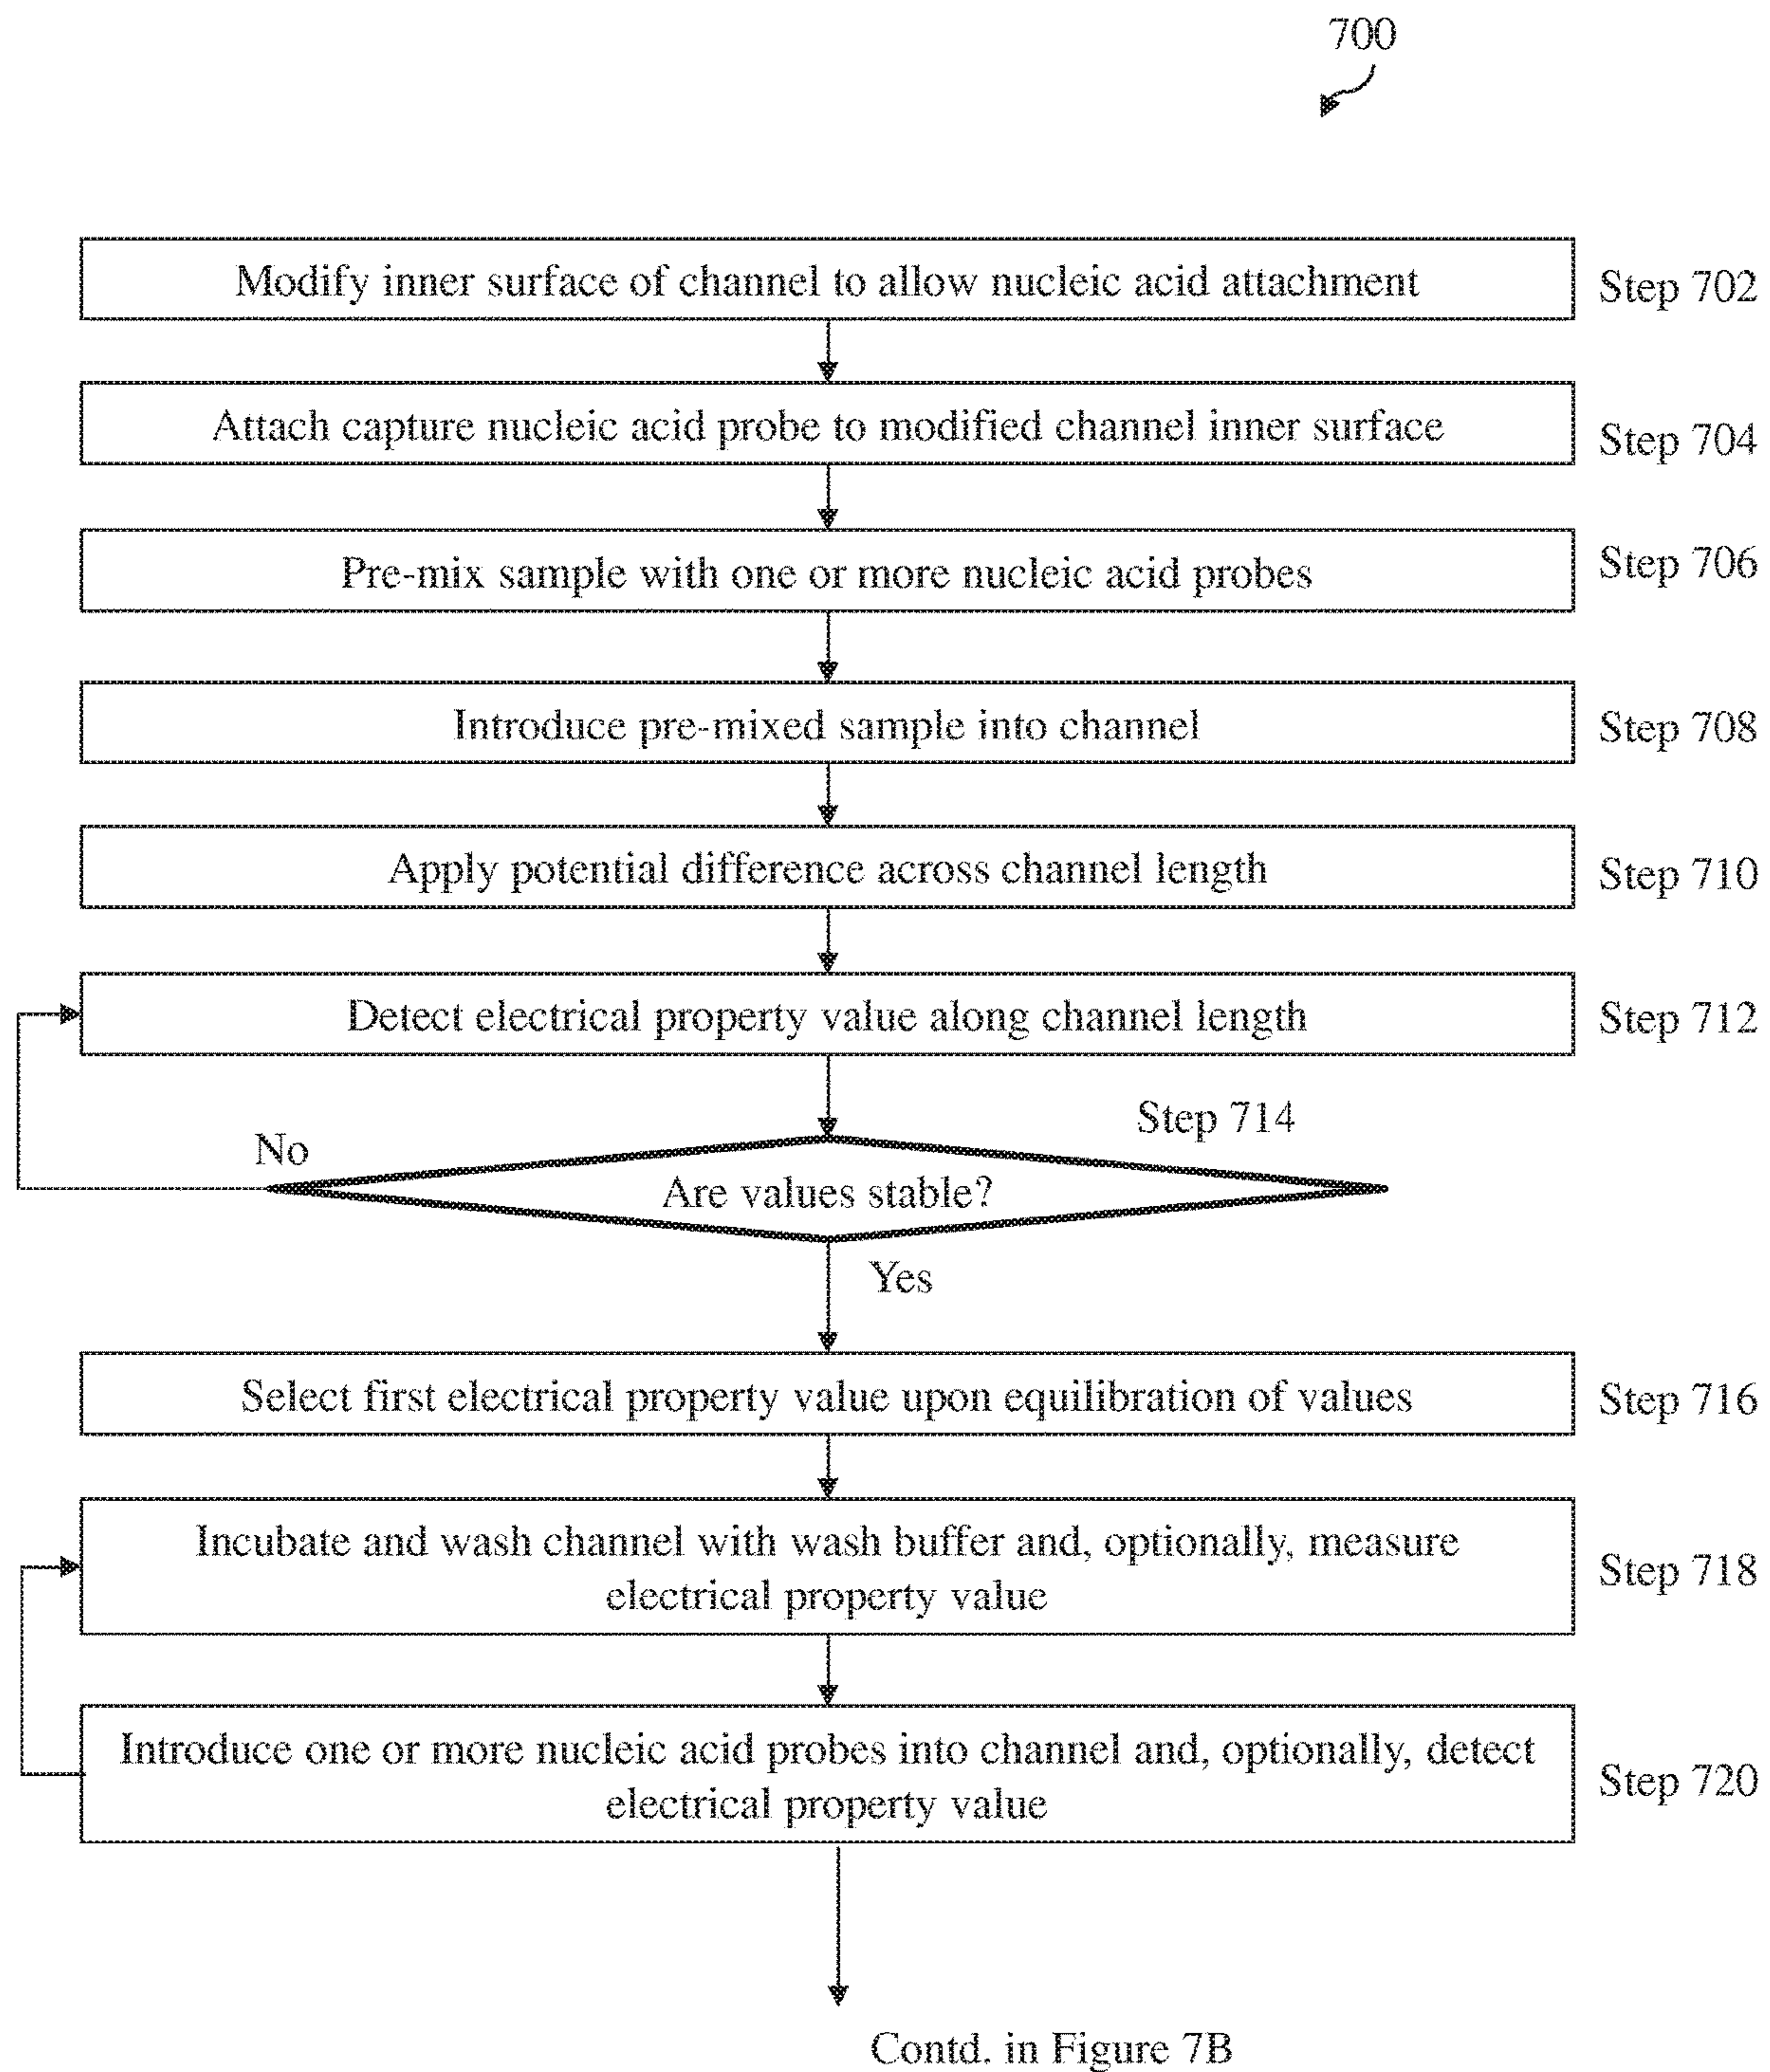 700
Modify inner surface of channel to allow nucleic acid attachment
Step 702
Attach capture nucleic acid probe to modified channel inner surface
Step 704
Pre-mix sample with one or more nucleic acid probes
Step 706
Introduce pre-mixed sample into channel
Step 708
Apply potential difference across channel length
Step 710
Detect electrical property value along channel length
Step 712
Step 714
No
Are values stable?
Yes
Select first electrical property value upon equilibration of values
Step 716
Incubate and wash channel with wash buffer and, optionally, measure
electrical property value
Step 718
Introduce one or more nucleic acid probes into channel and, optionally, detect
electrical property value
Step 720
Contd. in Figure 7B